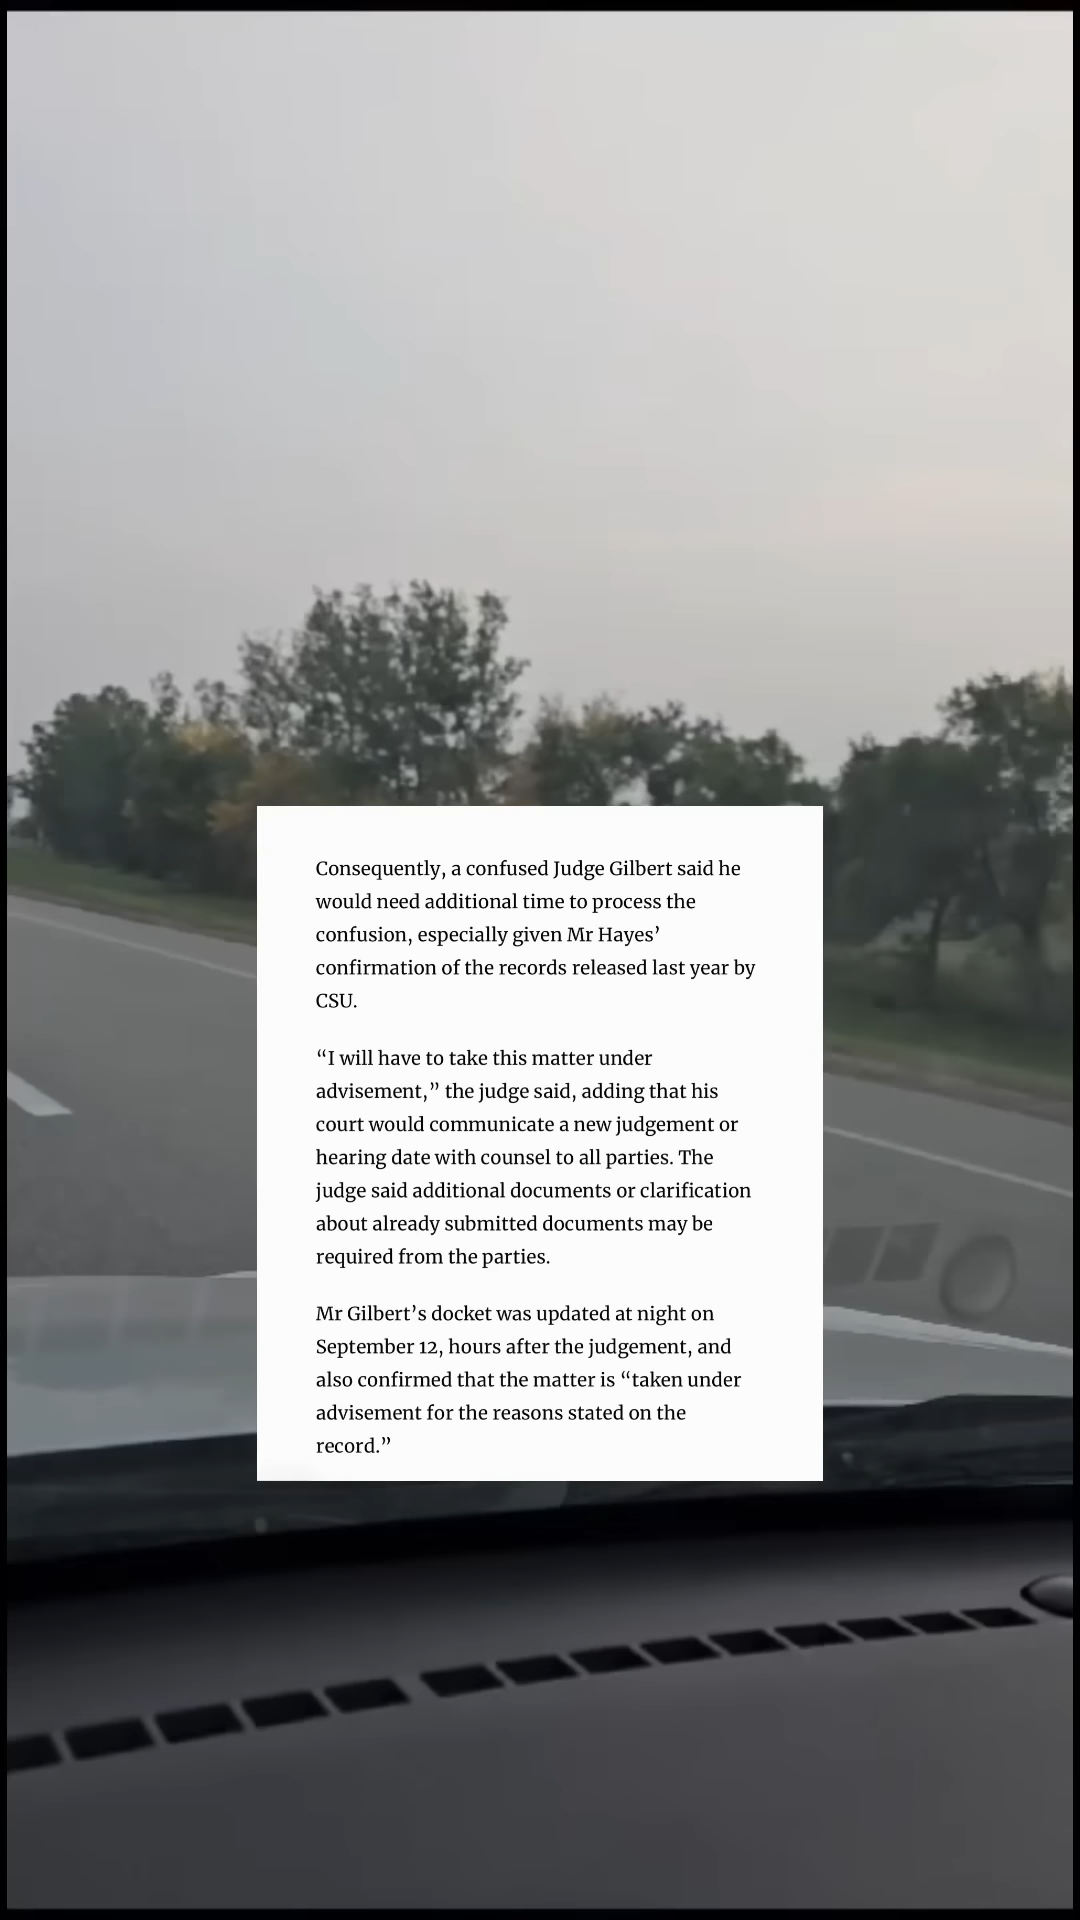 Consequently, a confused Judge Gilbert said he
would need additional time to process the
confusion, especially given Mr Hayes’
confirmation of the records released last year by
CSU.
“I will have to take this matter under
advisement,” the judge said, adding that his
court would communicate a new judgement or
hearing date with counsel to all parties. The
judge said additional documents or clarification
about already submitted documents may be
required from the parties.
Mr Gilbert’s docket was updated at night on
September 12, hours after the judgement, and
also confirmed that the matter is “taken under
advisement for the reasons stated on the
record.”